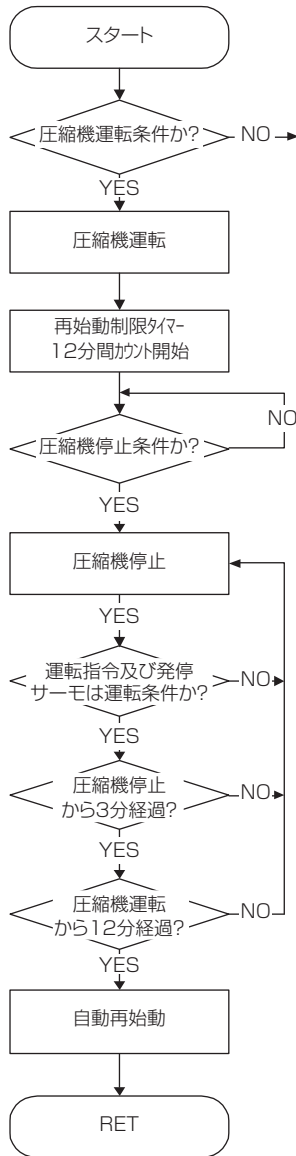 スタート
圧縮機運転条件か?
NO
YES
圧縮機運転
再始動制限タイマー
12分間カウント開始
NO
圧縮機停止条件か?
YES
圧縮機停止
YES
運転指令及び発停
サーモは運転条件か?
NO
YES
圧縮機停止
から3分経過?
NO
YES
圧縮機運転
から12分経過?
NO
YES
自動再始動
RET